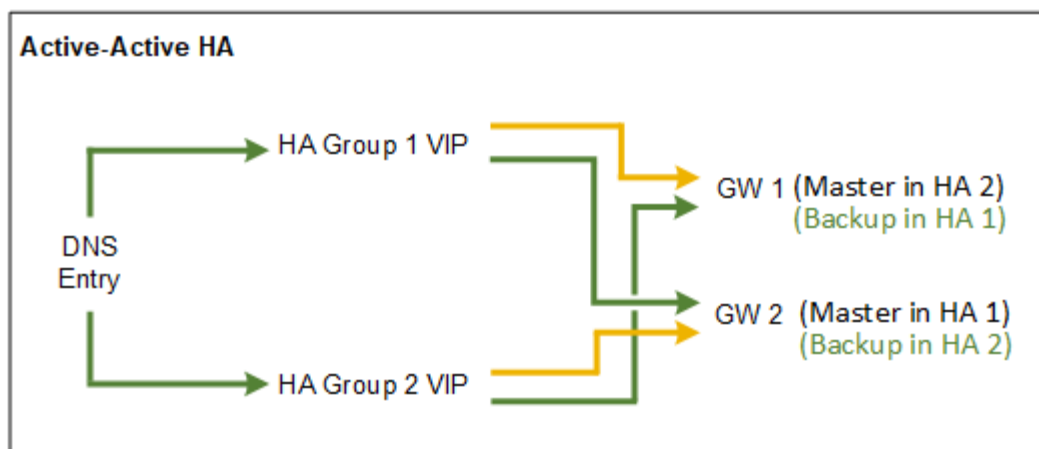 Active-Active HA
HA Group 1 VIP
GW 1 (Master in HA 2)
(Backup in HA 1)
DNS
Entry
GW 2 (Master in HA 1)
(Backup in HA 2)
HA Group 2 VIP